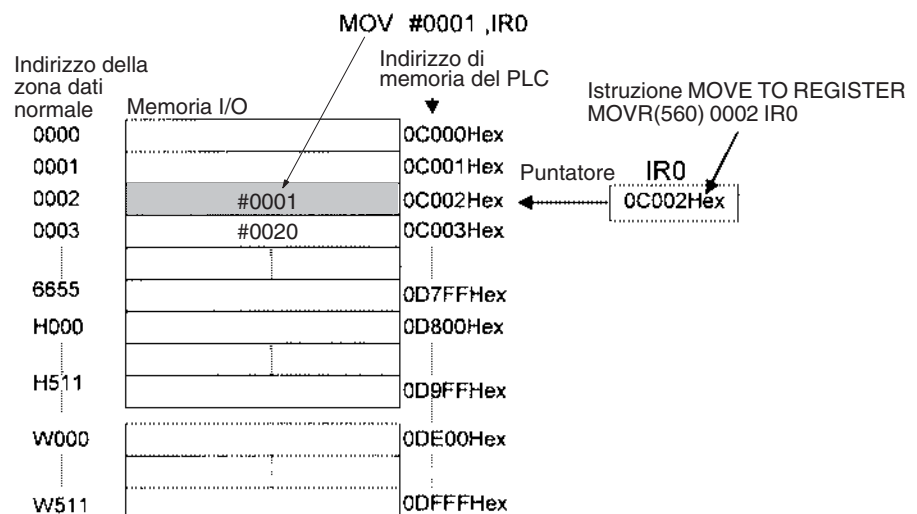 MOV #0001 ,IR0
Indirizzo della
zona dati
normale
Memoria I/O
Indirizzo di
memoria del PLC
Istruzione MOVE TO REGISTER
MOVR(560) 0002 IR0
0000
0C000Hex
0001
0C001Hex
Puntatore
IR0
0002
#0001
0C002Hex
0C002Hex
0003
#0020
0C003Hex
6655
0D7FFHex
H000
0D800Hex
H511
0D9FFHex
W000
0DE00Hex
W511
0DFFFHex